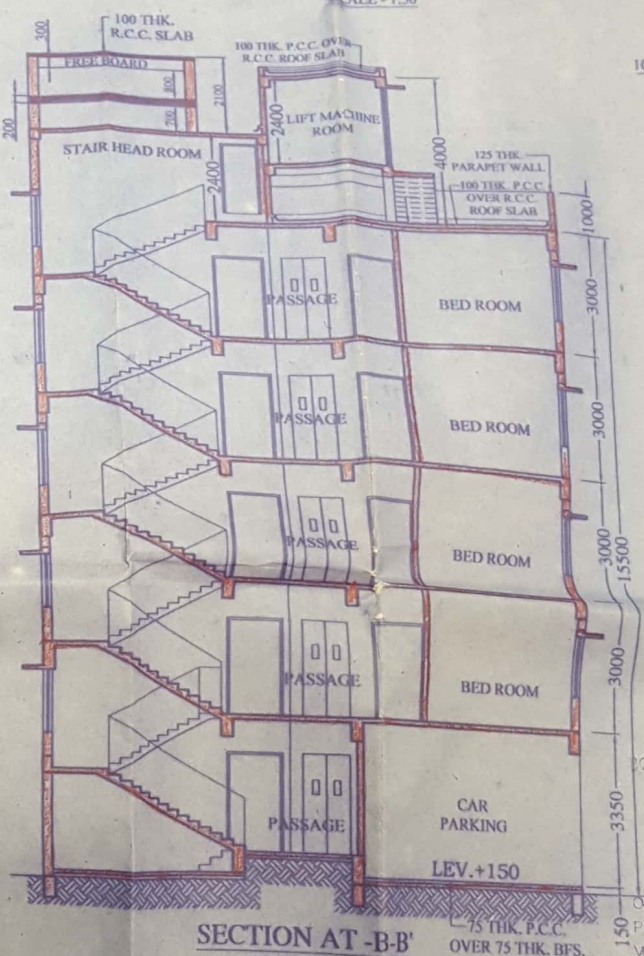 100 THK.
R.C.C. SLAB
300
FREE BOARD
100 THK. P.C.C. OVER
R.C.C. ROOF SLAB
800
2100
200
700
2400
LIFT MACHINE
ROOM
4000
STAIR HEAD ROOM
2400
125 THK.
PARAPET WALL
100 THK. P.C.C.
OVER R.C.C.
ROOF SLAB
1000
PASSAGE
BED ROOM
3000
PASSAGE
BED ROOM
3000
PASSAGE
BED ROOM
3000
15500
PASSAGE
BED ROOM
3000
PASSAGE
CAR
PARKING
3350
LEV.+150
150
SECTION AT -B-B'
75 THK. P.C.C.
OVER 75 THK. BFS.